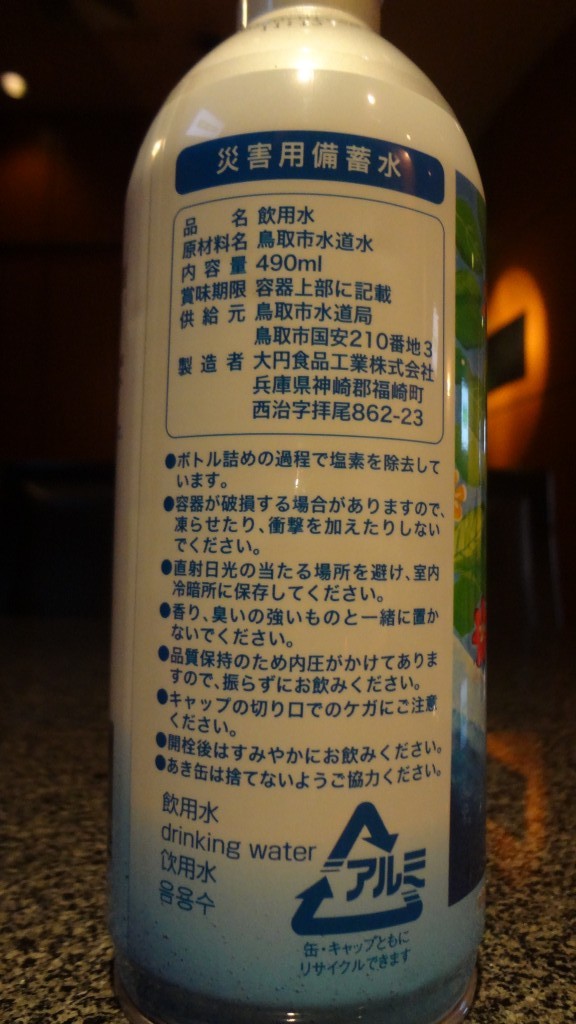 災害用備蓄水
品名 飲用水
原材料名 鳥取市水道水
内容量 490ml
賞味期限 容器上部に記載
供給元 鳥取市水道局
鳥取市国安210番地3
製造者 大円食品工業株式会社
兵庫県神崎郡福崎町
西治字拝尾862-23
●ボトル詰めの過程で塩素を除去して
います。
●容器が破損する場合がありますので、
凍らせたり、衝撃を加えたりしない
でください。
●直射日光の当たる場所を避け、室内
冷暗所に保存してください。
●香り、臭いの強いものと一緒に置か
ないでください。
●品質保持のため内圧がかけてありま
すので、振らずにお飲みください。
●キャップの切り口でのケガにご注意
ください。
●開栓後はすみやかにお飲みください。
●あき缶は捨てないようご協力ください。
飲用水
drinking water
饮用水
음용수
アルミ
缶・キャップともに
リサイクルできます